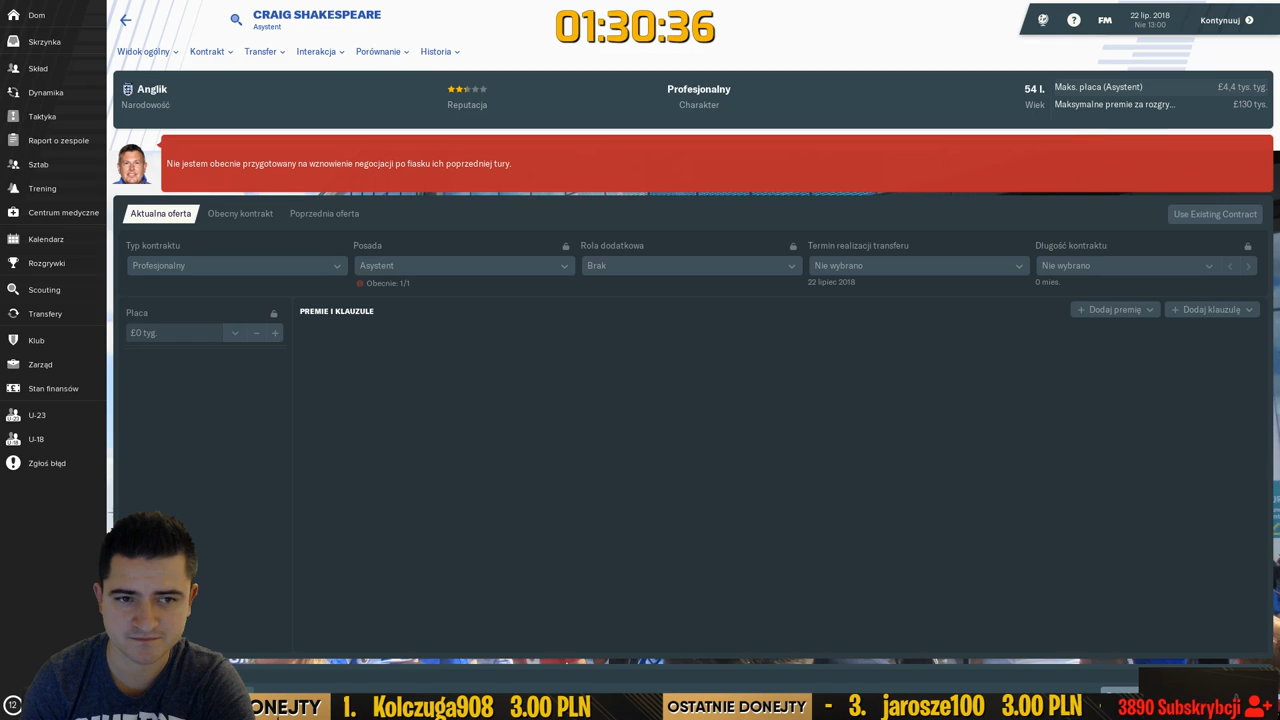 Dom
Skrzynka
Skład
Dynamika
Taktyka
Raport o zespole
Sztab
Trening
Centrum medyczne
Kalendarz
Rozgrywki
Scouting
Transfery
Klub
Zarząd
Stan finansów
U-23
U-18
Zgłoś błąd
12
CRAIG SHAKESPEARE
Asystent
01:30:36
FM
22 lip. 2018
Nie 13:00
Kontynuuj
Widok ogólny
Kontrakt
Transfer
Interakcja
Porównanie
Historia
Anglik
Narodowość
Reputacja
Profesjonalny
Charakter
54 l.
Wiek
Maks. płaca (Asystent) £4,4 tys. tyg.
Maksymalne premie za rozgry... £130 tys.
Nie jestem obecnie przygotowany na wznowienie negocjacji po fiasku ich poprzedniej tury.
Aktualna oferta
Obecny kontrakt
Poprzednia oferta
Use Existing Contract
Typ kontraktu
Profesjonalny
Posada
Asystent
Obecnie: 1/1
Rola dodatkowa
Brak
Termin realizacji transferu
Nie wybrano
22 lipiec 2018
Długość kontraktu
Nie wybrano
0 mies.
Płaca
£0 tyg.
PREMIE I KLAUZULE
Dodaj premię
Dodaj klauzulę
DONEJTY
1. Kolczuga908 3.00 PLN
OSTATNIE DONEJTY
- 3. jarosze100 3.00 PLN
3890 Subskrybcji